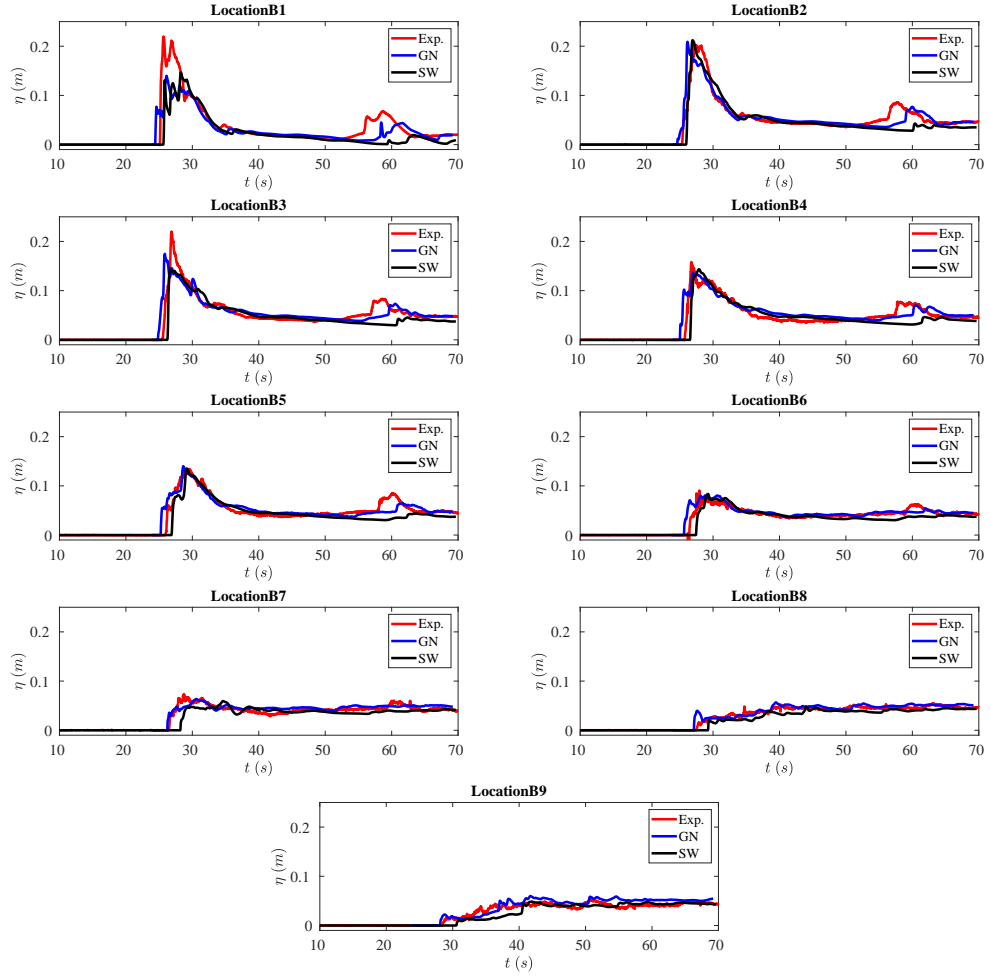 LocationB1
LocationB2
0.2
0.1
0
η (m)
Exp.
GN
SW
10 20 30 40 50 60 70
t (s)
0.2
0.1
0
η (m)
Exp.
GN
SW
10 20 30 40 50 60 70
t (s)
LocationB3
LocationB4
0.2
0.1
0
η (m)
Exp.
GN
SW
10 20 30 40 50 60 70
t (s)
0.2
0.1
0
η (m)
Exp.
GN
SW
10 20 30 40 50 60 70
t (s)
LocationB5
LocationB6
0.2
0.1
0
η (m)
Exp.
GN
SW
10 20 30 40 50 60 70
t (s)
0.2
0.1
0
η (m)
Exp.
GN
SW
10 20 30 40 50 60 70
t (s)
LocationB7
LocationB8
0.2
0.1
0
η (m)
Exp.
GN
SW
10 20 30 40 50 60 70
t (s)
0.2
0.1
0
η (m)
Exp.
GN
SW
10 20 30 40 50 60 70
t (s)
LocationB9
0.2
0.1
0
η (m)
Exp.
GN
SW
10 20 30 40 50 60 70
t (s)